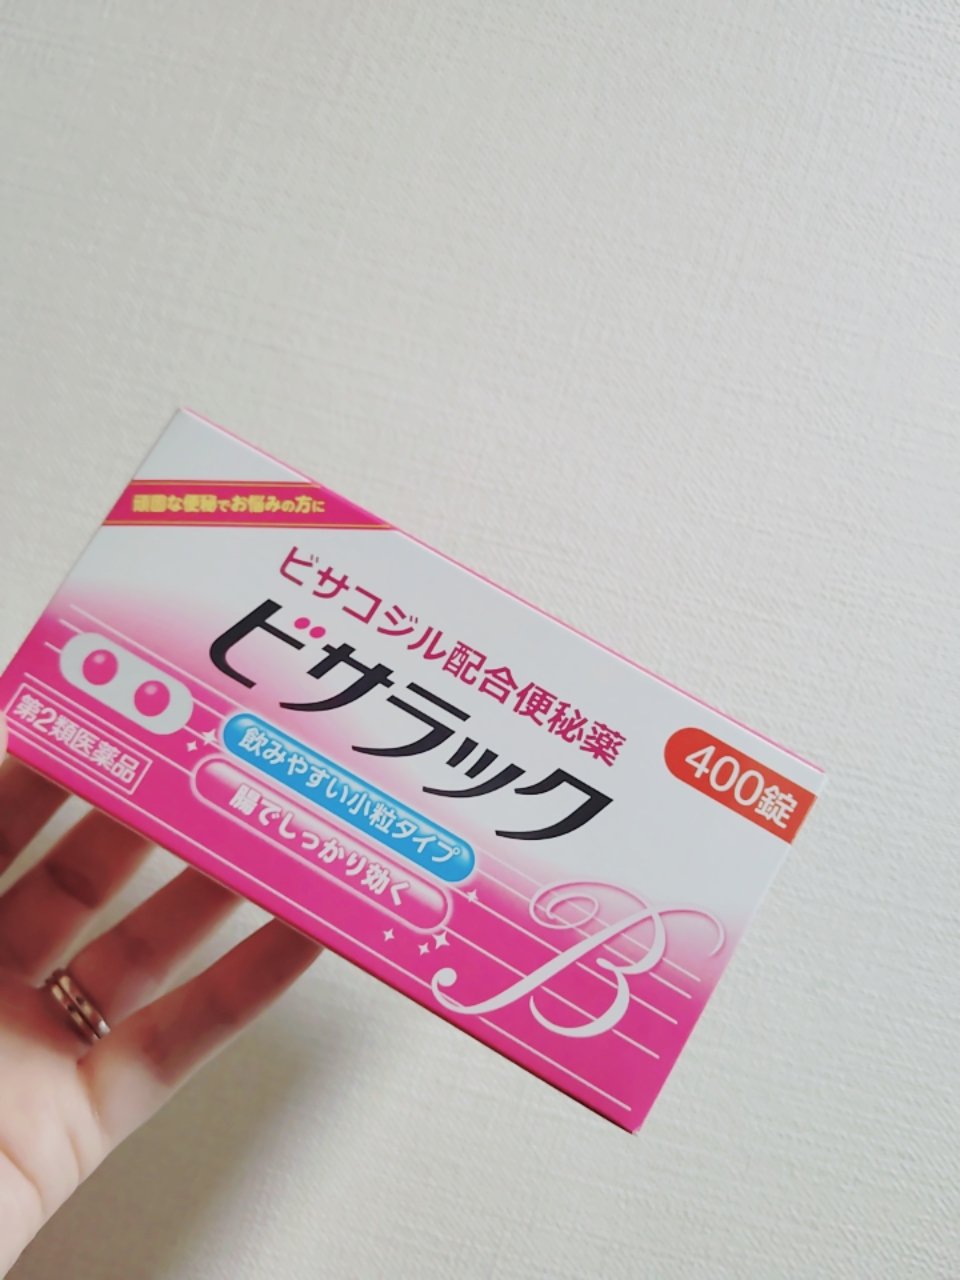 頑固な便秘でお悩みの方に
ビサコジル配合便秘薬
ビサラック
400錠
第2類医薬品
飲みやすい小粒タイプ
腸でしっかり効く
B